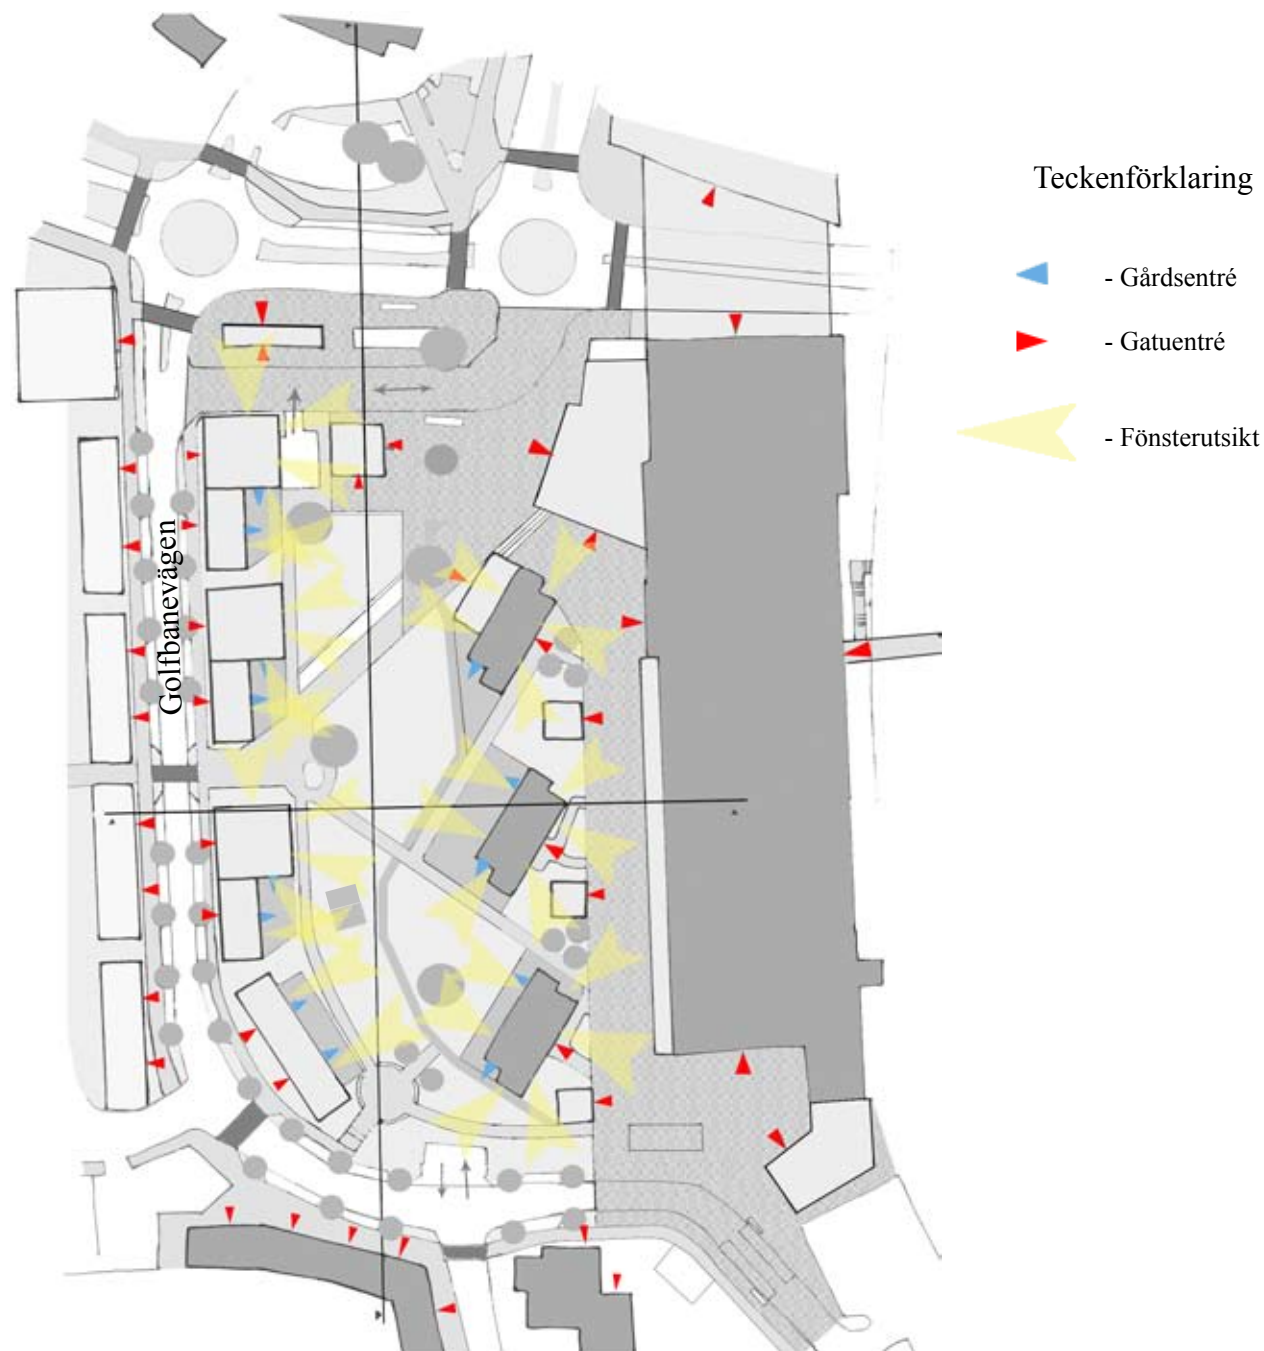 Teckenförklaring
- Gårdsentré
- Gatuentré
- Fönsterutsikt
Golfbanevägen